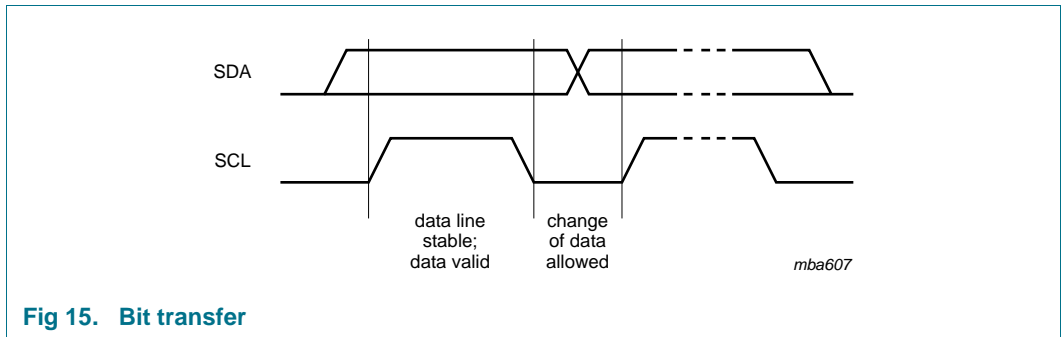 SDA
SCL
data line
stable;
data valid
change
of data
allowed
mba607
Fig 15. Bit transfer